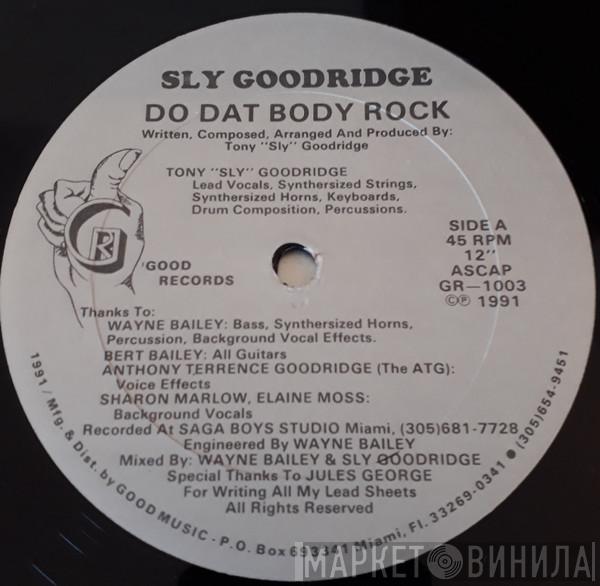 SLY GOODRIDGE
DO DAT BODY ROCK
Written, Composed, Arranged And Produced By:
Tony "Sly" Goodridge
TONY "SLY" GOODRIDGE
Lead Vocals, Synthersized Strings,
Synthersized Horns, Keyboards,
Drum Composition, Percussions.
GR
'GOOD
RECORDS
SIDE A
45 RPM
12"
ASCAP
GR—1003
©℗ 1991
Thanks To:
WAYNE BAILEY: Bass, Synthersized Horns,
Percussion, Background Vocal Effects.
BERT BAILEY: All Guitars
ANTHONY TERRENCE GOODRIDGE (The ATG):
Voice Effects
SHARON MARLOW, ELAINE MOSS:
Background Vocals
Recorded At SAGA BOYS STUDIO Miami, (305)681-7728
Engineered By WAYNE BAILEY
Mixed By: WAYNE BAILEY & SLY GOODRIDGE
Special Thanks To JULES GEORGE
For Writing All My Lead Sheets
All Rights Reserved
1991 / Mfg. & Dist. by GOOD MUSIC - P.O. Box 693341 Miami, Fl. 33269-0341 ● (305)654-9451
МАРКЕТ ВИНИЛА